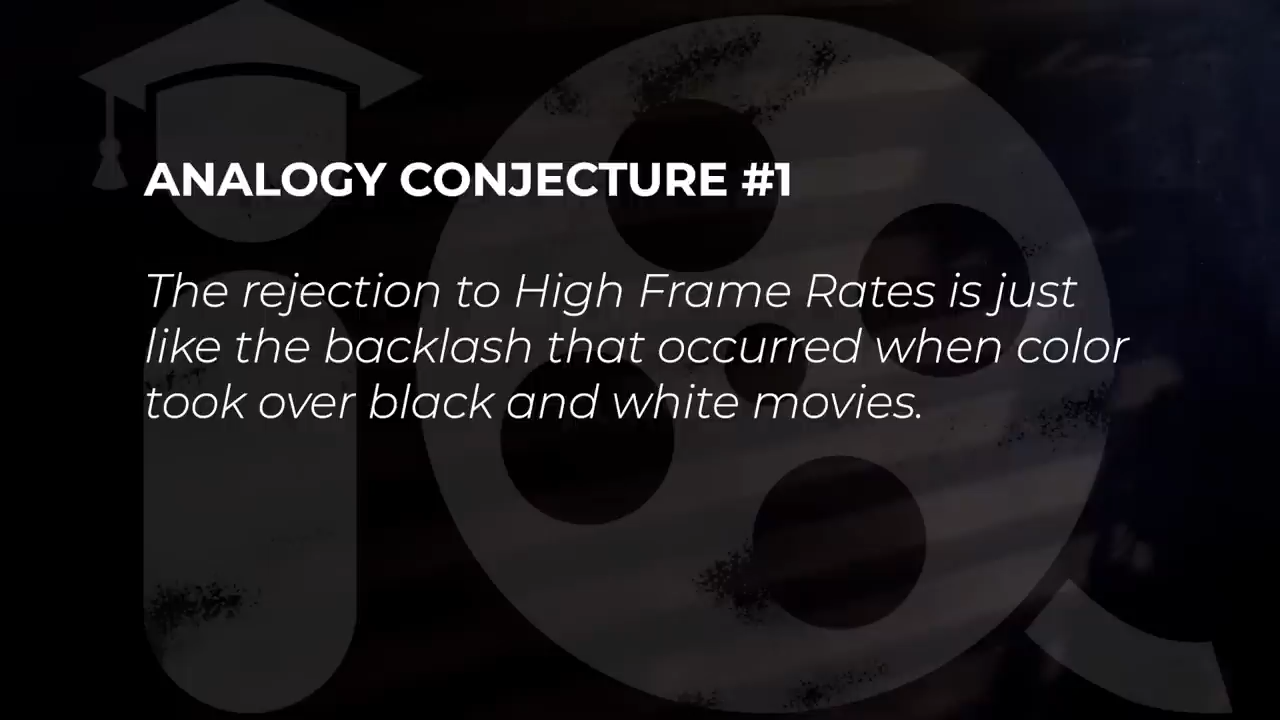 ANALOGY CONJECTURE #1
The rejection to High Frame Rates is just
like the backlash that occurred when color
took over black and white movies.